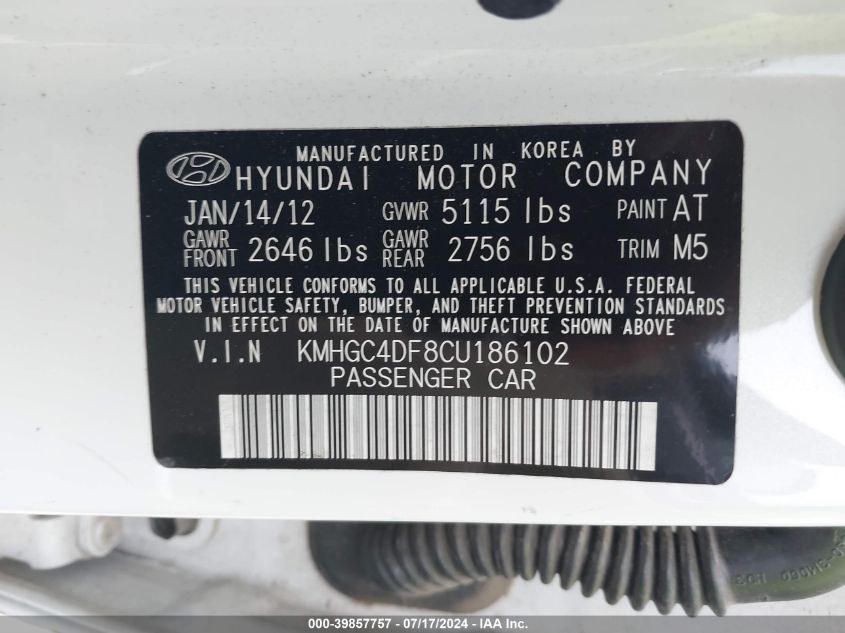 MANUFACTURED IN KOREA BY
HYUNDAI MOTOR COMPANY
JAN/14/12 GVWR 5115 lbs PAINT AT
GAWR FRONT 2646 lbs GAWR REAR 2756 lbs TRIM M5
THIS VEHICLE CONFORMS TO ALL APPLICABLE U.S.A. FEDERAL
MOTOR VEHICLE SAFETY, BUMPER, AND THEFT PREVENTION STANDARDS
IN EFFECT ON THE DATE OF MANUFACTURE SHOWN ABOVE
V.I.N KMHGC4DF8CU186102
PASSENGER CAR
000-39857757 - 07/17/2024 - IAA Inc.